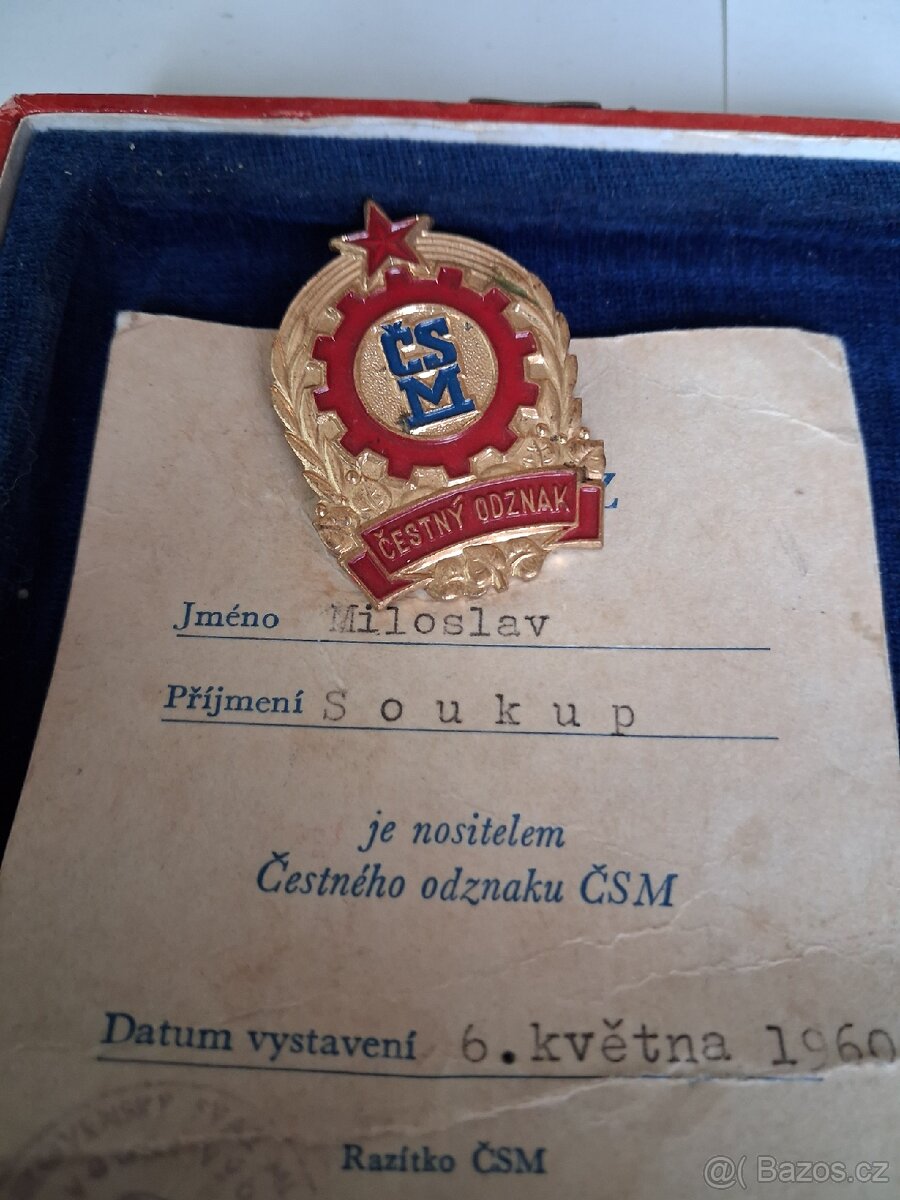 ČS
M
ČESTNÝ ODZNAK
Jméno Miloslav
Příjmení Soukup
je nositelem
Čestného odznaku ČSM
Datum vystavení 6.května 1960
Razítko ČSM
@( Bazos.cz